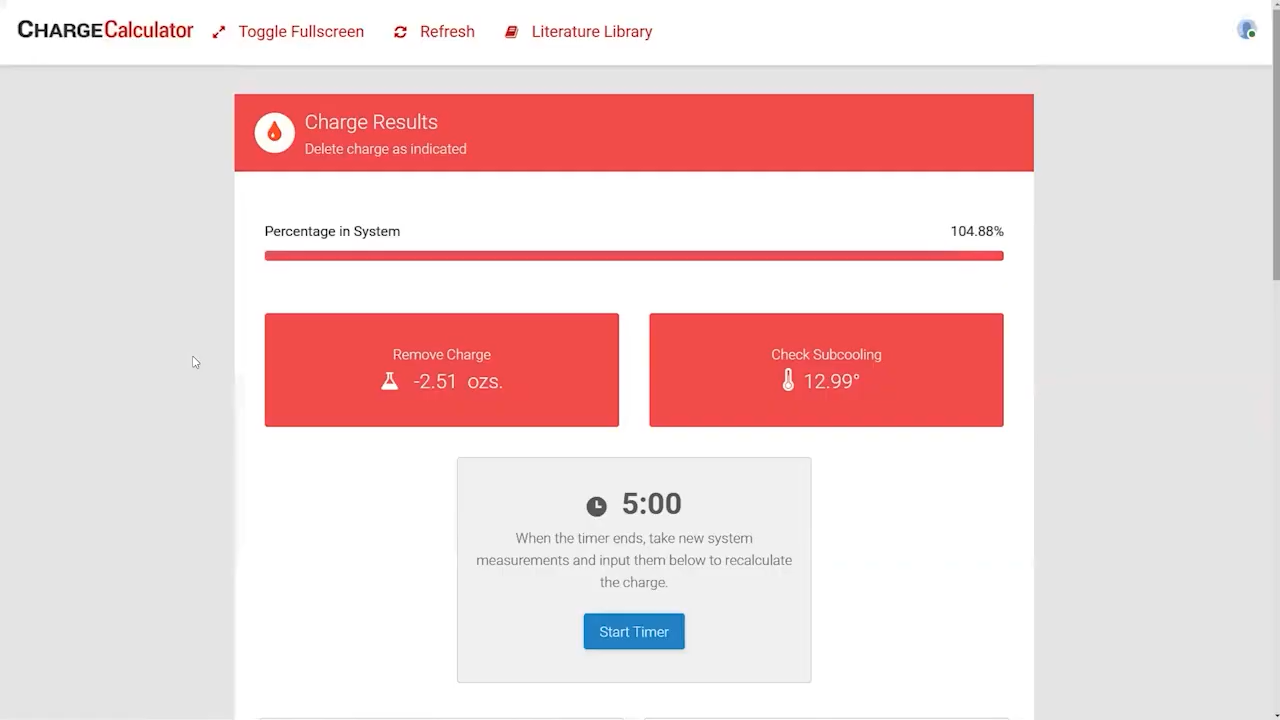 CHARGECalculator Toggle Fullscreen Refresh Literature Library
Charge Results
Delete charge as indicated
Percentage in System 104.88%
Remove Charge
-2.51 ozs.
Check Subcooling
12.99°
5:00
When the timer ends, take new system
measurements and input them below to recalculate
the charge.
Start Timer